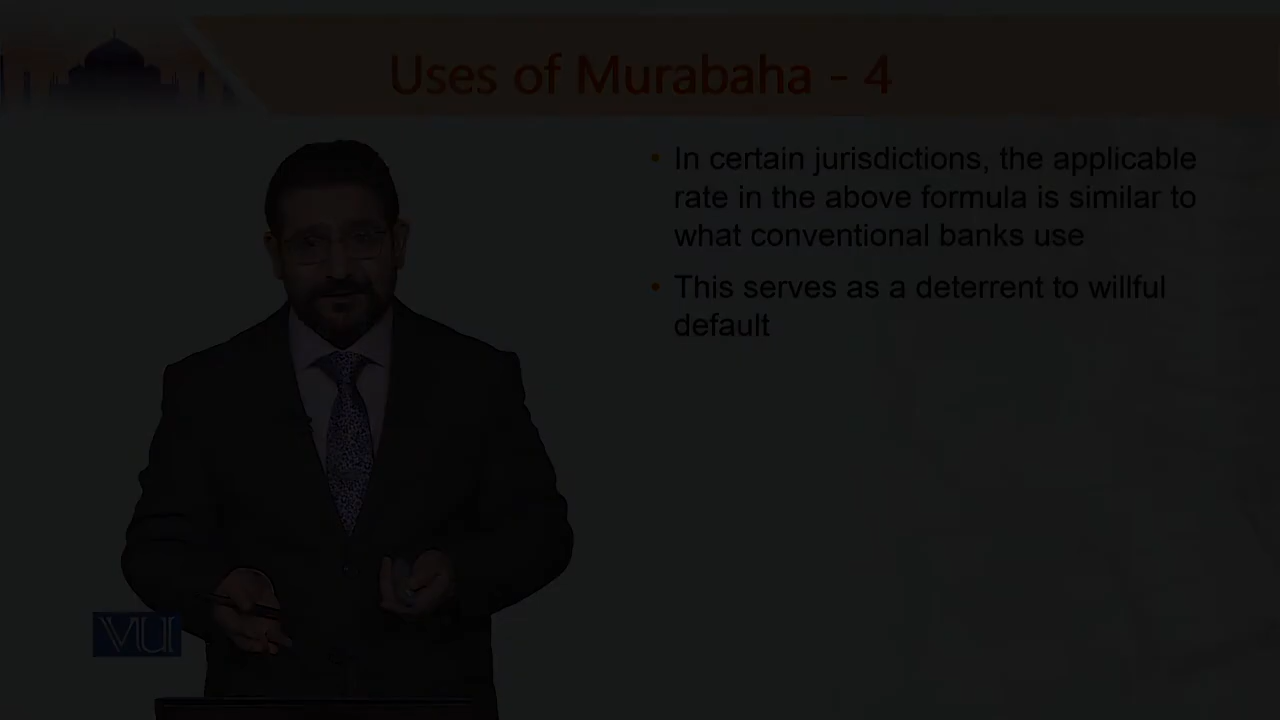 Uses of Murabaha - 4
• In certain jurisdictions, the applicable
rate in the above formula is similar to
what conventional banks use
• This serves as a deterrent to willful
default
VU